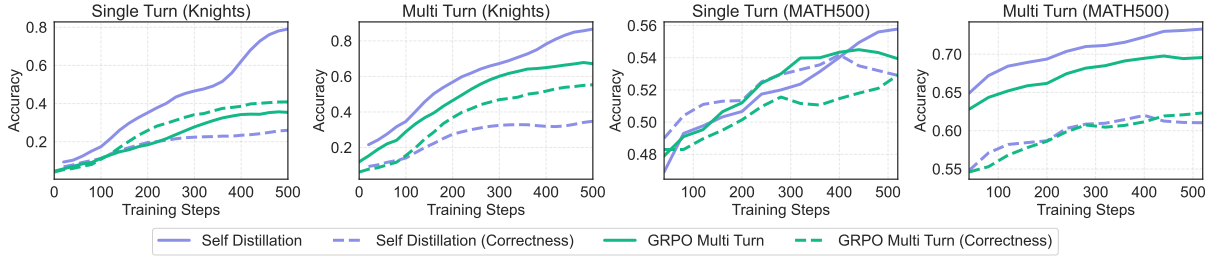 Single Turn (Knights)
0.8
0.6
0.4
0.2
Accuracy
0 100 200 300 400 500
Training Steps
Multi Turn (Knights)
0.8
0.6
0.4
0.2
Accuracy
0 100 200 300 400 500
Training Steps
Single Turn (MATH500)
0.56
0.54
0.52
0.50
0.48
Accuracy
100 200 300 400 500
Training Steps
Multi Turn (MATH500)
0.70
0.65
0.60
0.55
Accuracy
100 200 300 400 500
Training Steps
Self Distillation Self Distillation (Correctness) GRPO Multi Turn GRPO Multi Turn (Correctness)